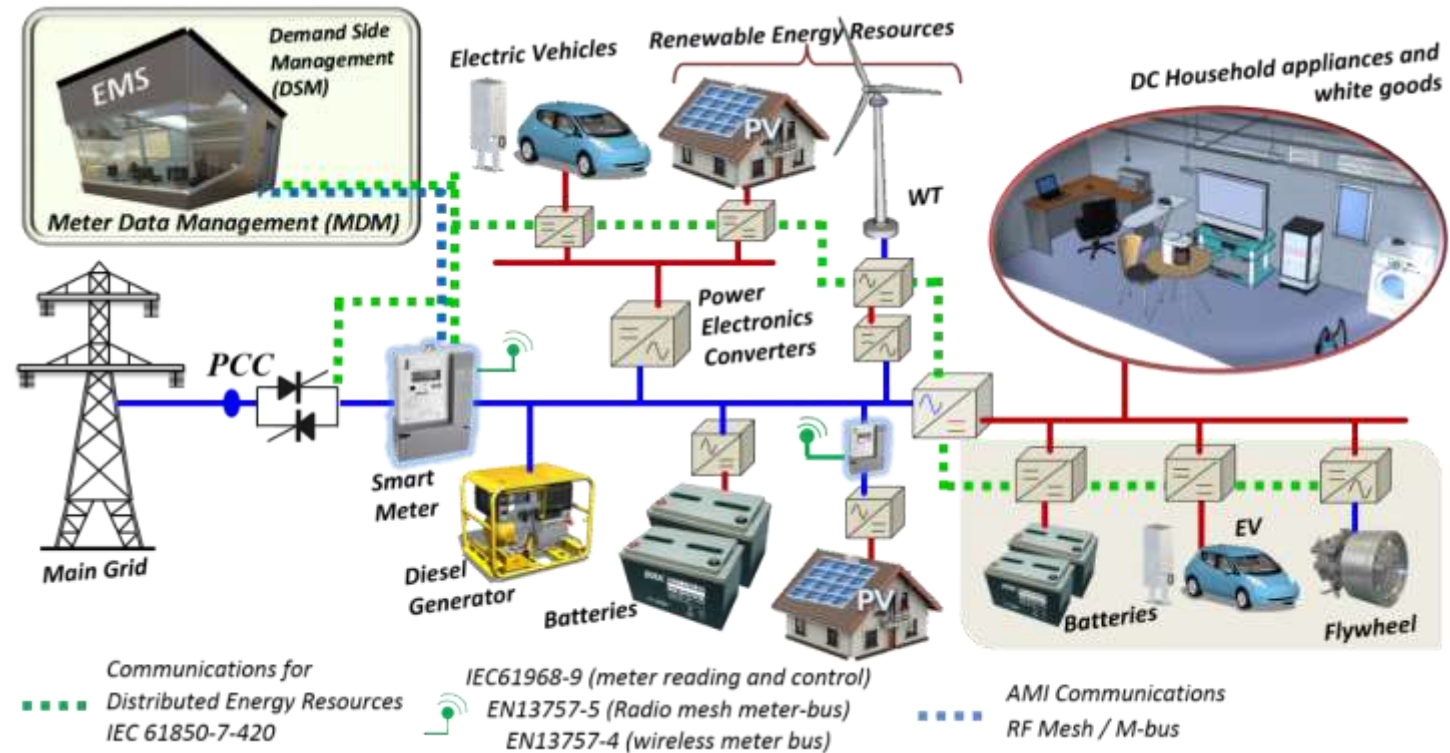 EMS
Demand Side
Management
(DSM)
Meter Data Management (MDM)
Electric Vehicles
Renewable Energy Resources
PV
WT
DC Household appliances and
white goods
Power
Electronics
Converters
PCC
Smart
Meter
Main Grid
Diesel
Generator
Batteries
PV
Batteries
EV
Flywheel
Communications for
Distributed Energy Resources
IEC 61850-7-420
IEC61968-9 (meter reading and control)
EN13757-5 (Radio mesh meter-bus)
EN13757-4 (wireless meter bus)
AMI Communications
RF Mesh / M-bus